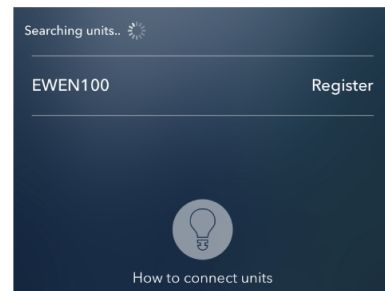 Searching units..
EWEN100 Register
How to connect units